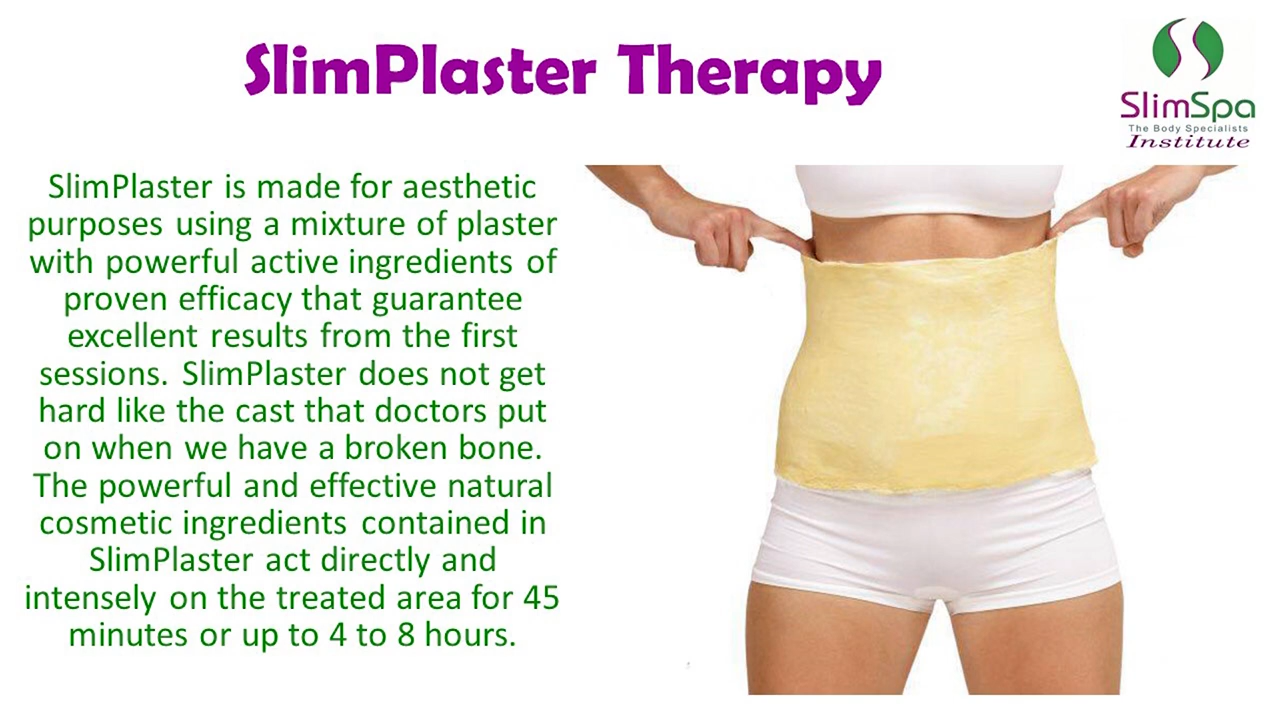 SlimPlaster Therapy
SlimSpa
The Body Specialists
Institute
SlimPlaster is made for aesthetic
purposes using a mixture of plaster
with powerful active ingredients of
proven efficacy that guarantee
excellent results from the first
sessions. SlimPlaster does not get
hard like the cast that doctors put
on when we have a broken bone.
The powerful and effective natural
cosmetic ingredients contained in
SlimPlaster act directly and
intensely on the treated area for 45
minutes or up to 4 to 8 hours.